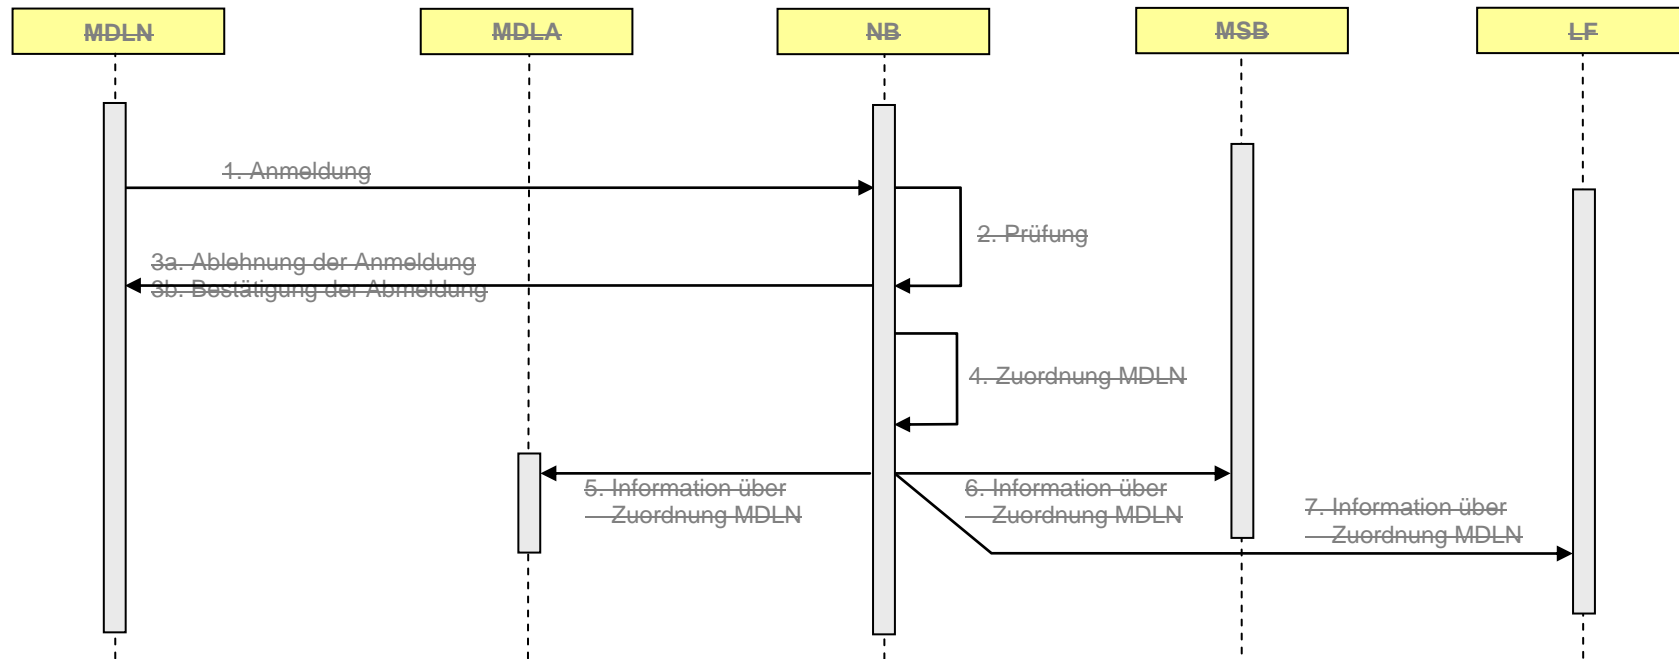 MDLN
MDLA
NB
MSB
LF
1. Anmeldung
2. Prüfung
3a. Ablehnung der Anmeldung
3b. Bestätigung der Abmeldung
4. Zuordnung MDLN
5. Information über
Zuordnung MDLN
6. Information über
Zuordnung MDLN
7. Information über
Zuordnung MDLN